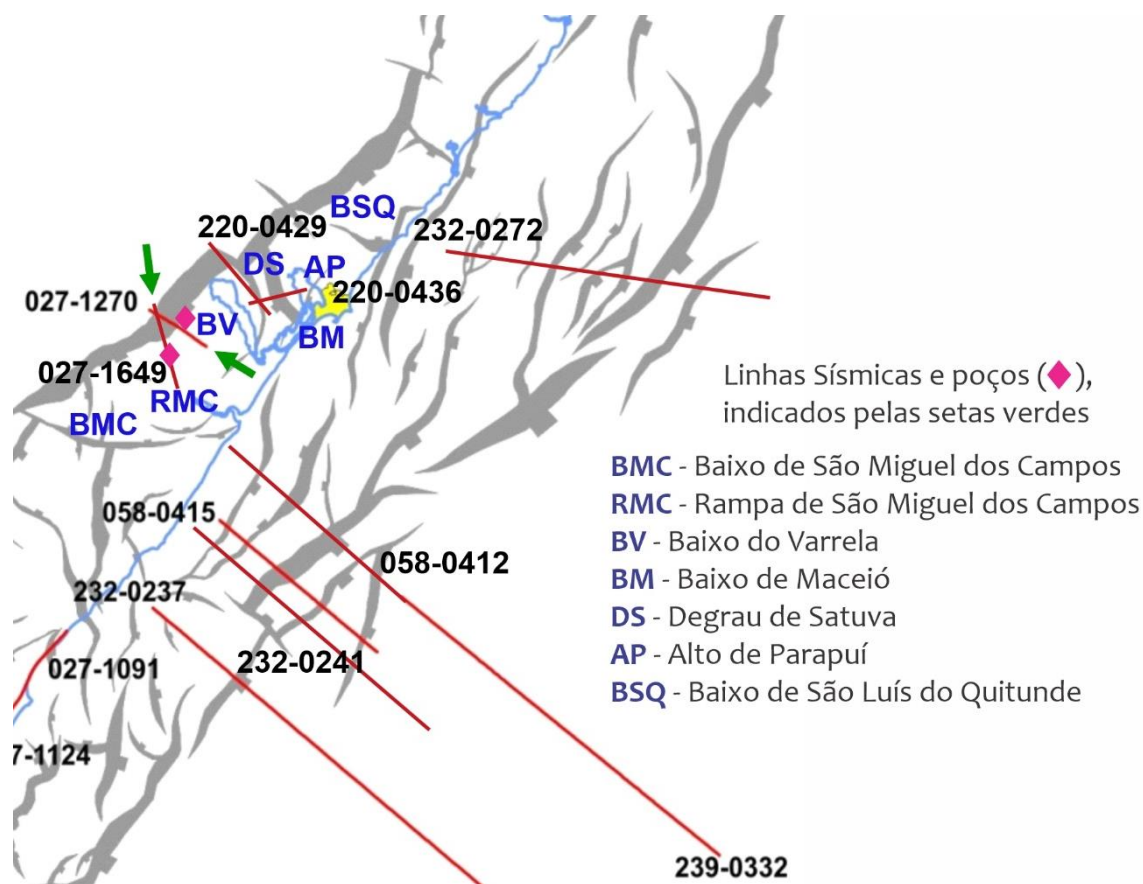 BSQ
220-0429
232-0272
DS
AP
027-1270
220-0436
BV
BM
027-1649
RMC
BMC
Linhas Sísmicas e poços (♦),
indicados pelas setas verdes
BMC - Baixo de São Miguel dos Campos
RMC - Rampa de São Miguel dos Campos
BV - Baixo do Varrela
BM - Baixo de Maceió
DS - Degrau de Satuva
AP - Alto de Parapuí
BSQ - Baixo de São Luís do Quitunde
058-0415
058-0412
232-0237
232-0241
027-1091
7-1124
239-0332